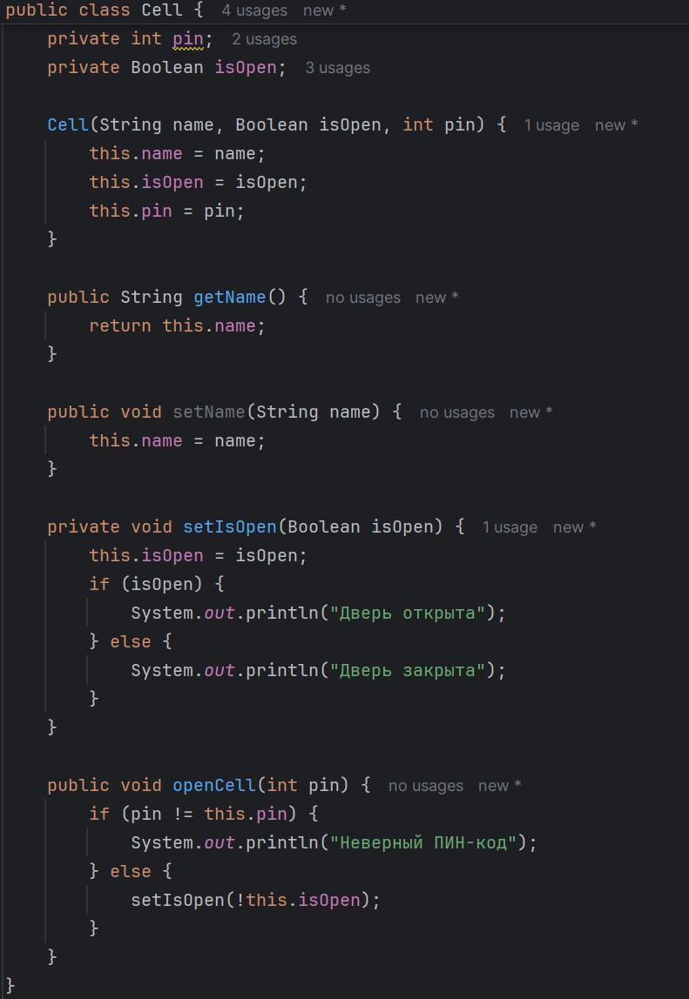 public class Cell {  4 usages  new *
    private int pin;  2 usages
    private Boolean isOpen;  3 usages

    Cell(String name, Boolean isOpen, int pin) {  1 usage  new *
        this.name = name;
        this.isOpen = isOpen;
        this.pin = pin;
    }

    public String getName() {  no usages  new *
        return this.name;
    }

    public void setName(String name) {  no usages  new *
        this.name = name;
    }

    private void setIsOpen(Boolean isOpen) {  1 usage  new *
        this.isOpen = isOpen;
        if (isOpen) {
            System.out.println("Дверь открыта");
        } else {
            System.out.println("Дверь закрыта");
        }
    }

    public void openCell(int pin) {  no usages  new *
        if (pin != this.pin) {
            System.out.println("Неверный ПИН-код");
        } else {
            setIsOpen(!this.isOpen);
        }
    }
}